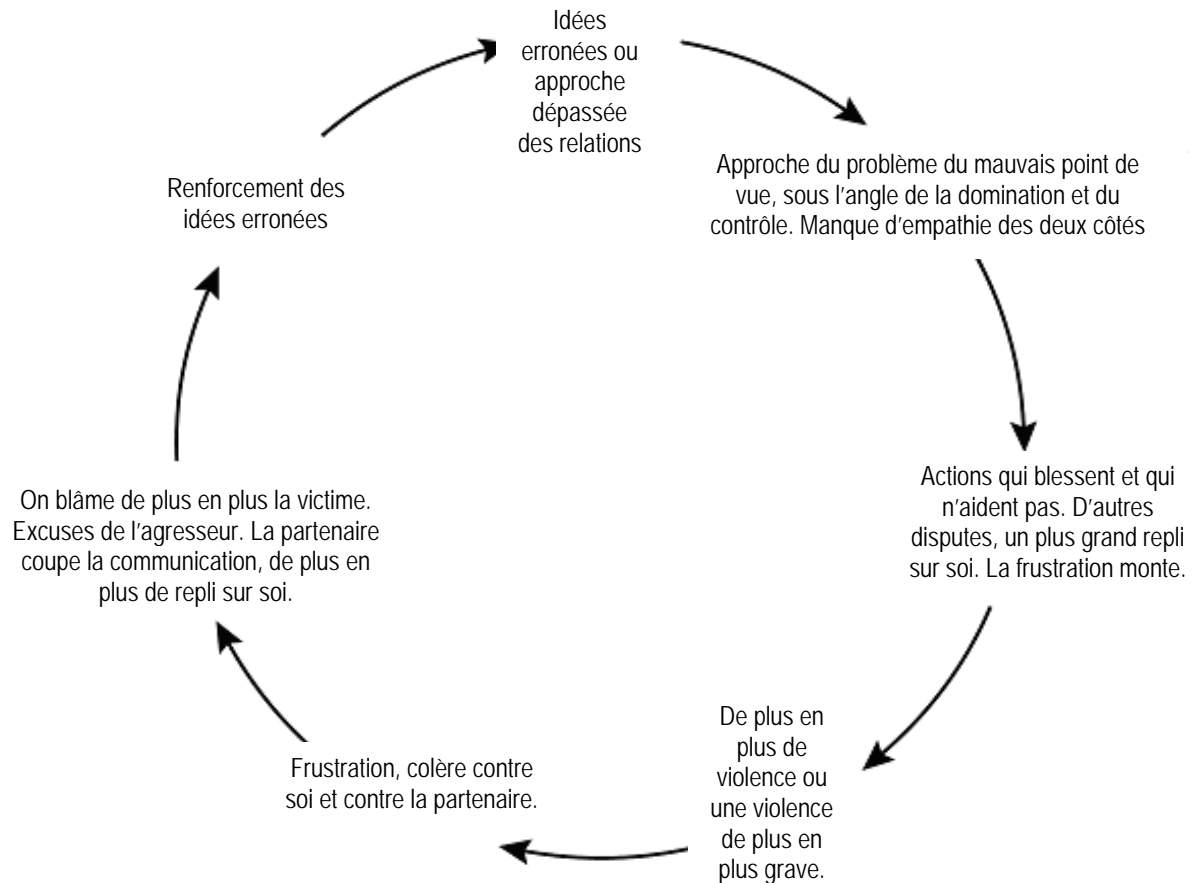 Idées
erronées ou
approche
dépassée
des relations
Approche du problème du mauvais point de
vue, sous l'angle de la domination et du
contrôle. Manque d'empathie des deux côtés
Actions qui blessent et qui
n'aident pas. D'autres
disputes, un plus grand repli
sur soi. La frustration monte.
De plus en
plus de
violence ou
une violence
de plus en
plus grave.
Frustration, colère contre
soi et contre la partenaire.
On blâme de plus en plus la victime.
Excuses de l'agresseur. La partenaire
coupe la communication, de plus en
plus de repli sur soi.
Renforcement des
idées erronées